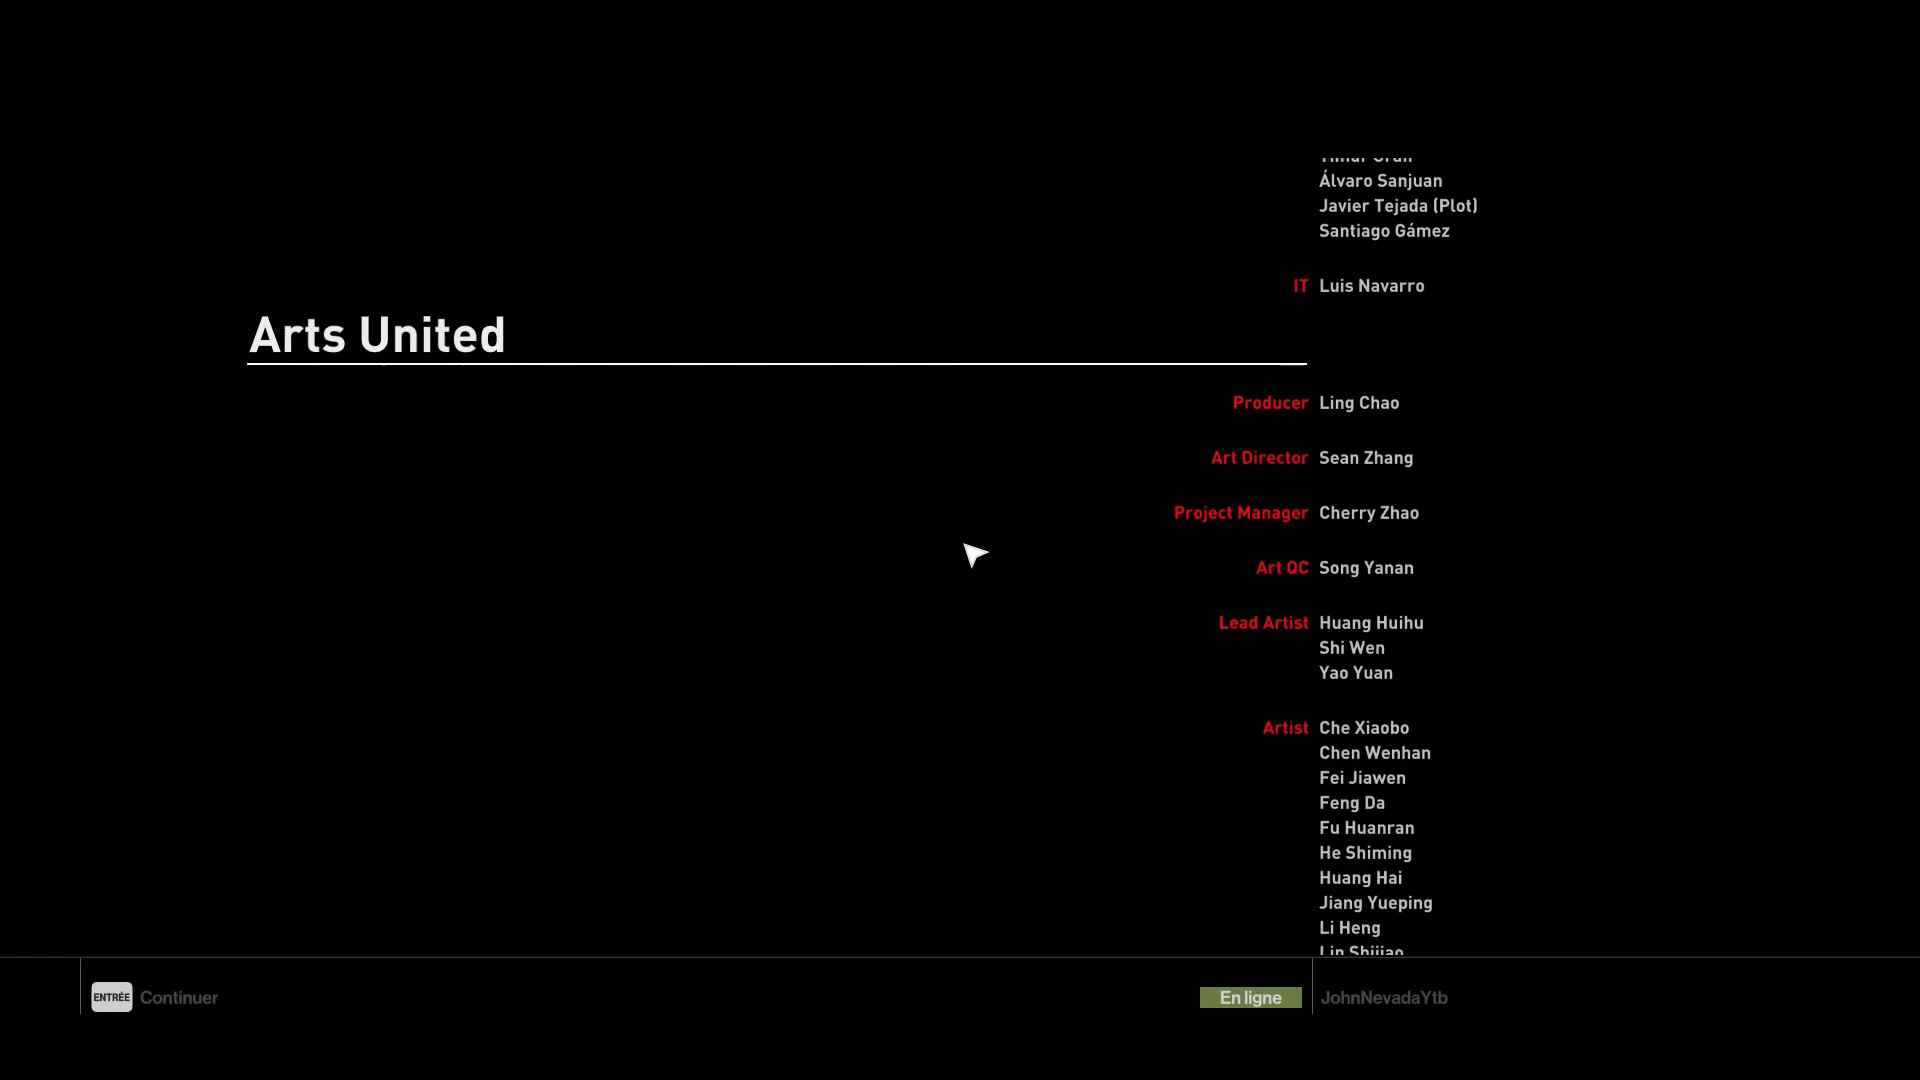 Álvaro Sanjuan
Javier Tejada (Plot)
Santiago Gámez
IT Luis Navarro
Arts United
Producer Ling Chao
Art Director Sean Zhang
Project Manager Cherry Zhao
Art QC Song Yanan
Lead Artist Huang Huihu
Shi Wen
Yao Yuan
Artist Che Xiaobo
Chen Wenhan
Fei Jiawen
Feng Da
Fu Huanran
He Shiming
Huang Hai
Jiang Yueping
Li Heng
Lin Shijiao
ENTRÉE Continuer
En ligne JohnNevadaYtb